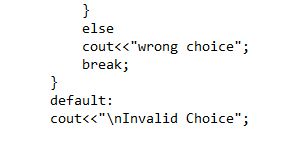 }
else
cout<<"wrong choice";
break;
}
default:
cout<<"\nInvalid Choice";